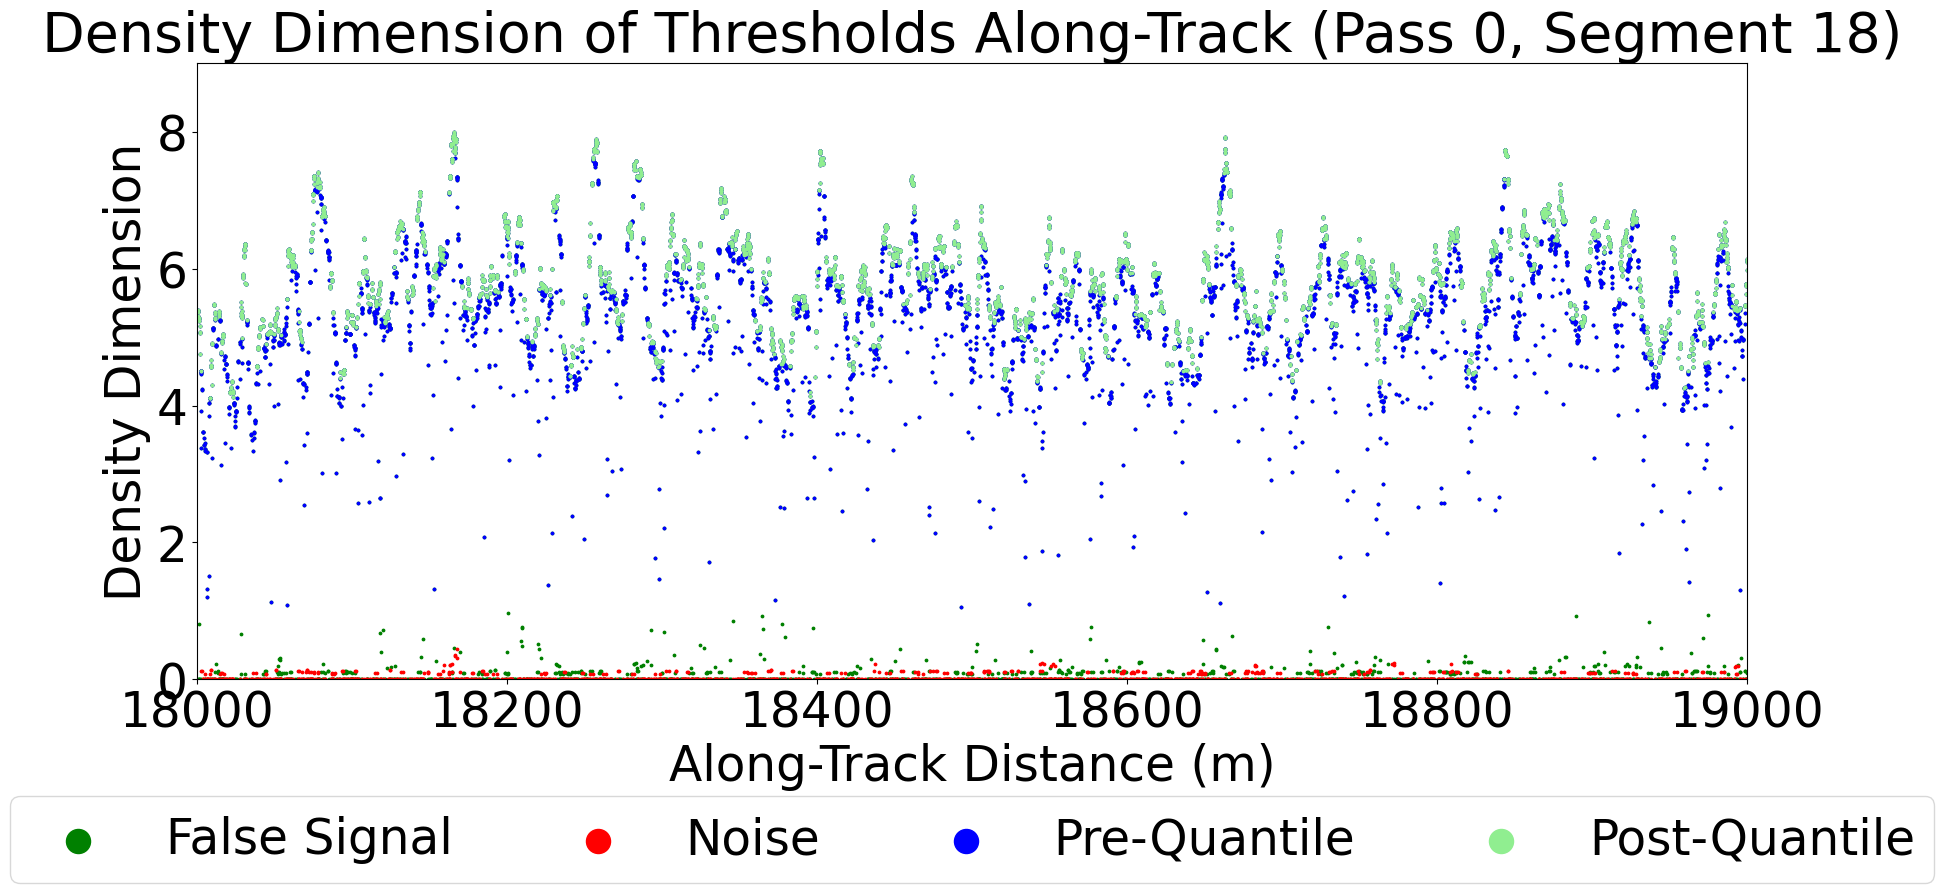 Density Dimension of Thresholds Along-Track (Pass 0, Segment 18)
Density Dimension
8
6
4
2
0
18000 18200 18400 18600 18800 19000
Along-Track Distance (m)
False Signal Noise Pre-Quantile Post-Quantile